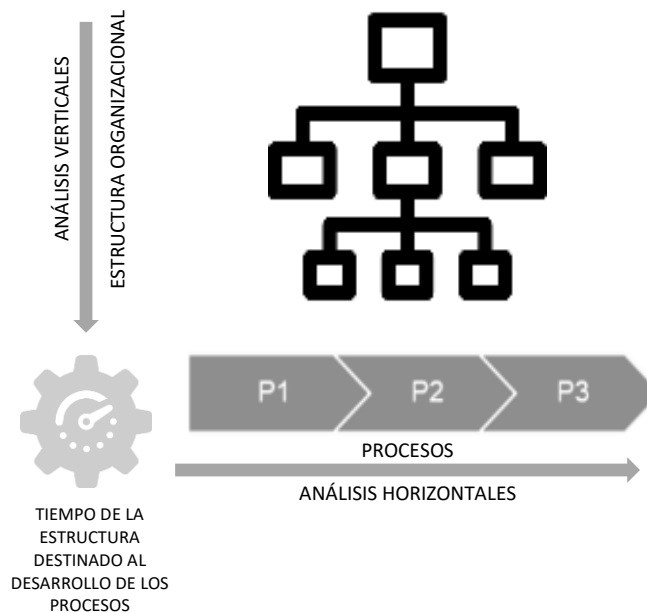 ANÁLISIS VERTICALES
ESTRUCTURA ORGANIZACIONAL
P1
P2
P3
PROCESOS
ANÁLISIS HORIZONTALES
TIEMPO DE LA
ESTRUCTURA
DESTINADO AL
DESARROLLO DE LOS
PROCESOS